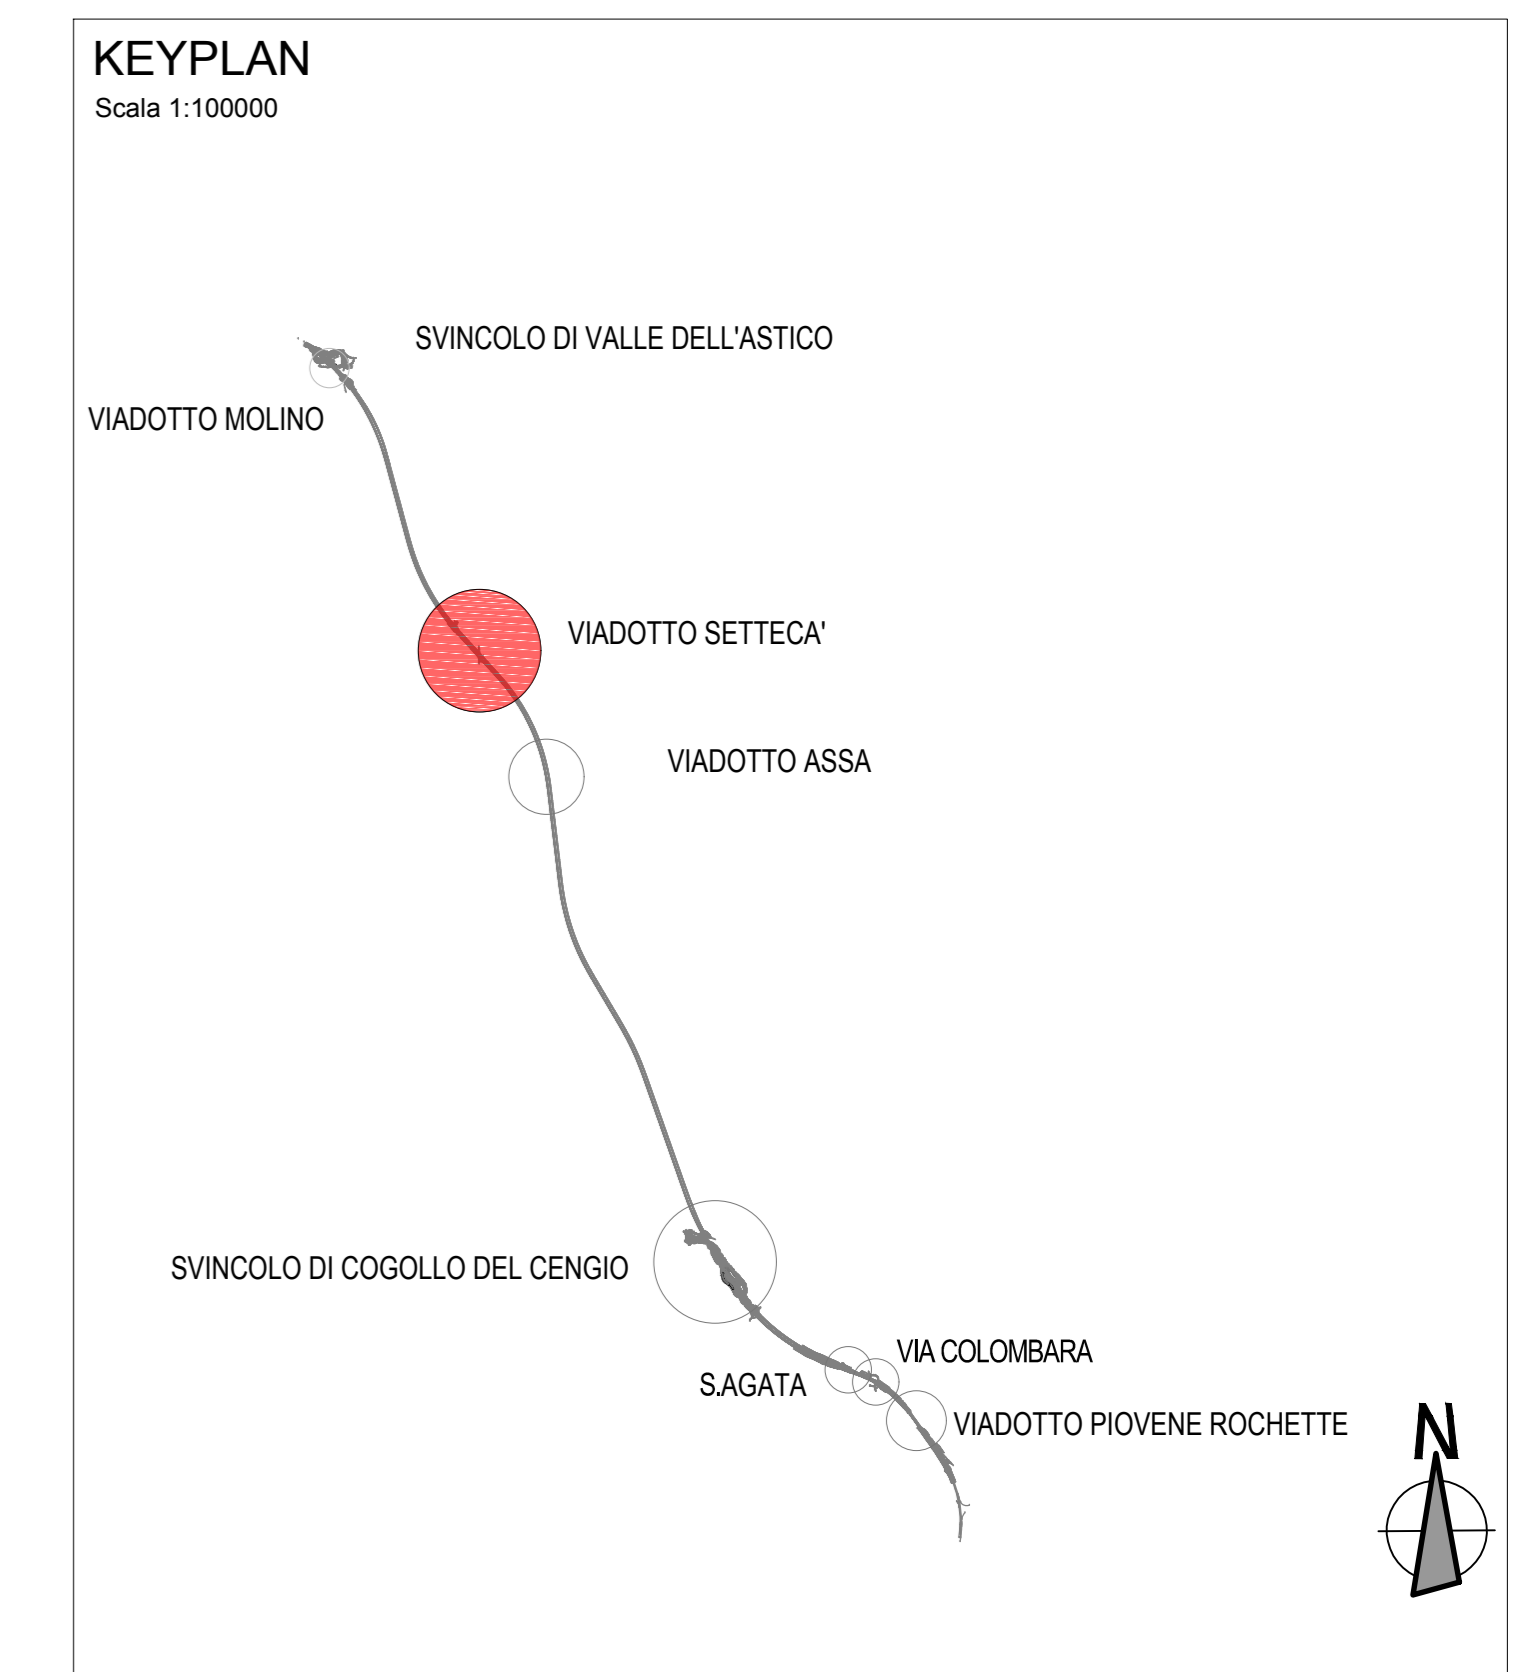 KEYPLAN
Scala 1:100000
SVINCOLO DI VALLE DELL'ASTICO
VIADOTTO MOLINO
VIADOTTO SETTECA'
VIADOTTO ASSA
SVINCOLO DI COGOLLO DEL CENGIO
VIA COLOMBARA
S.AGATA
VIADOTTO PIOVENE ROCHETTE
N